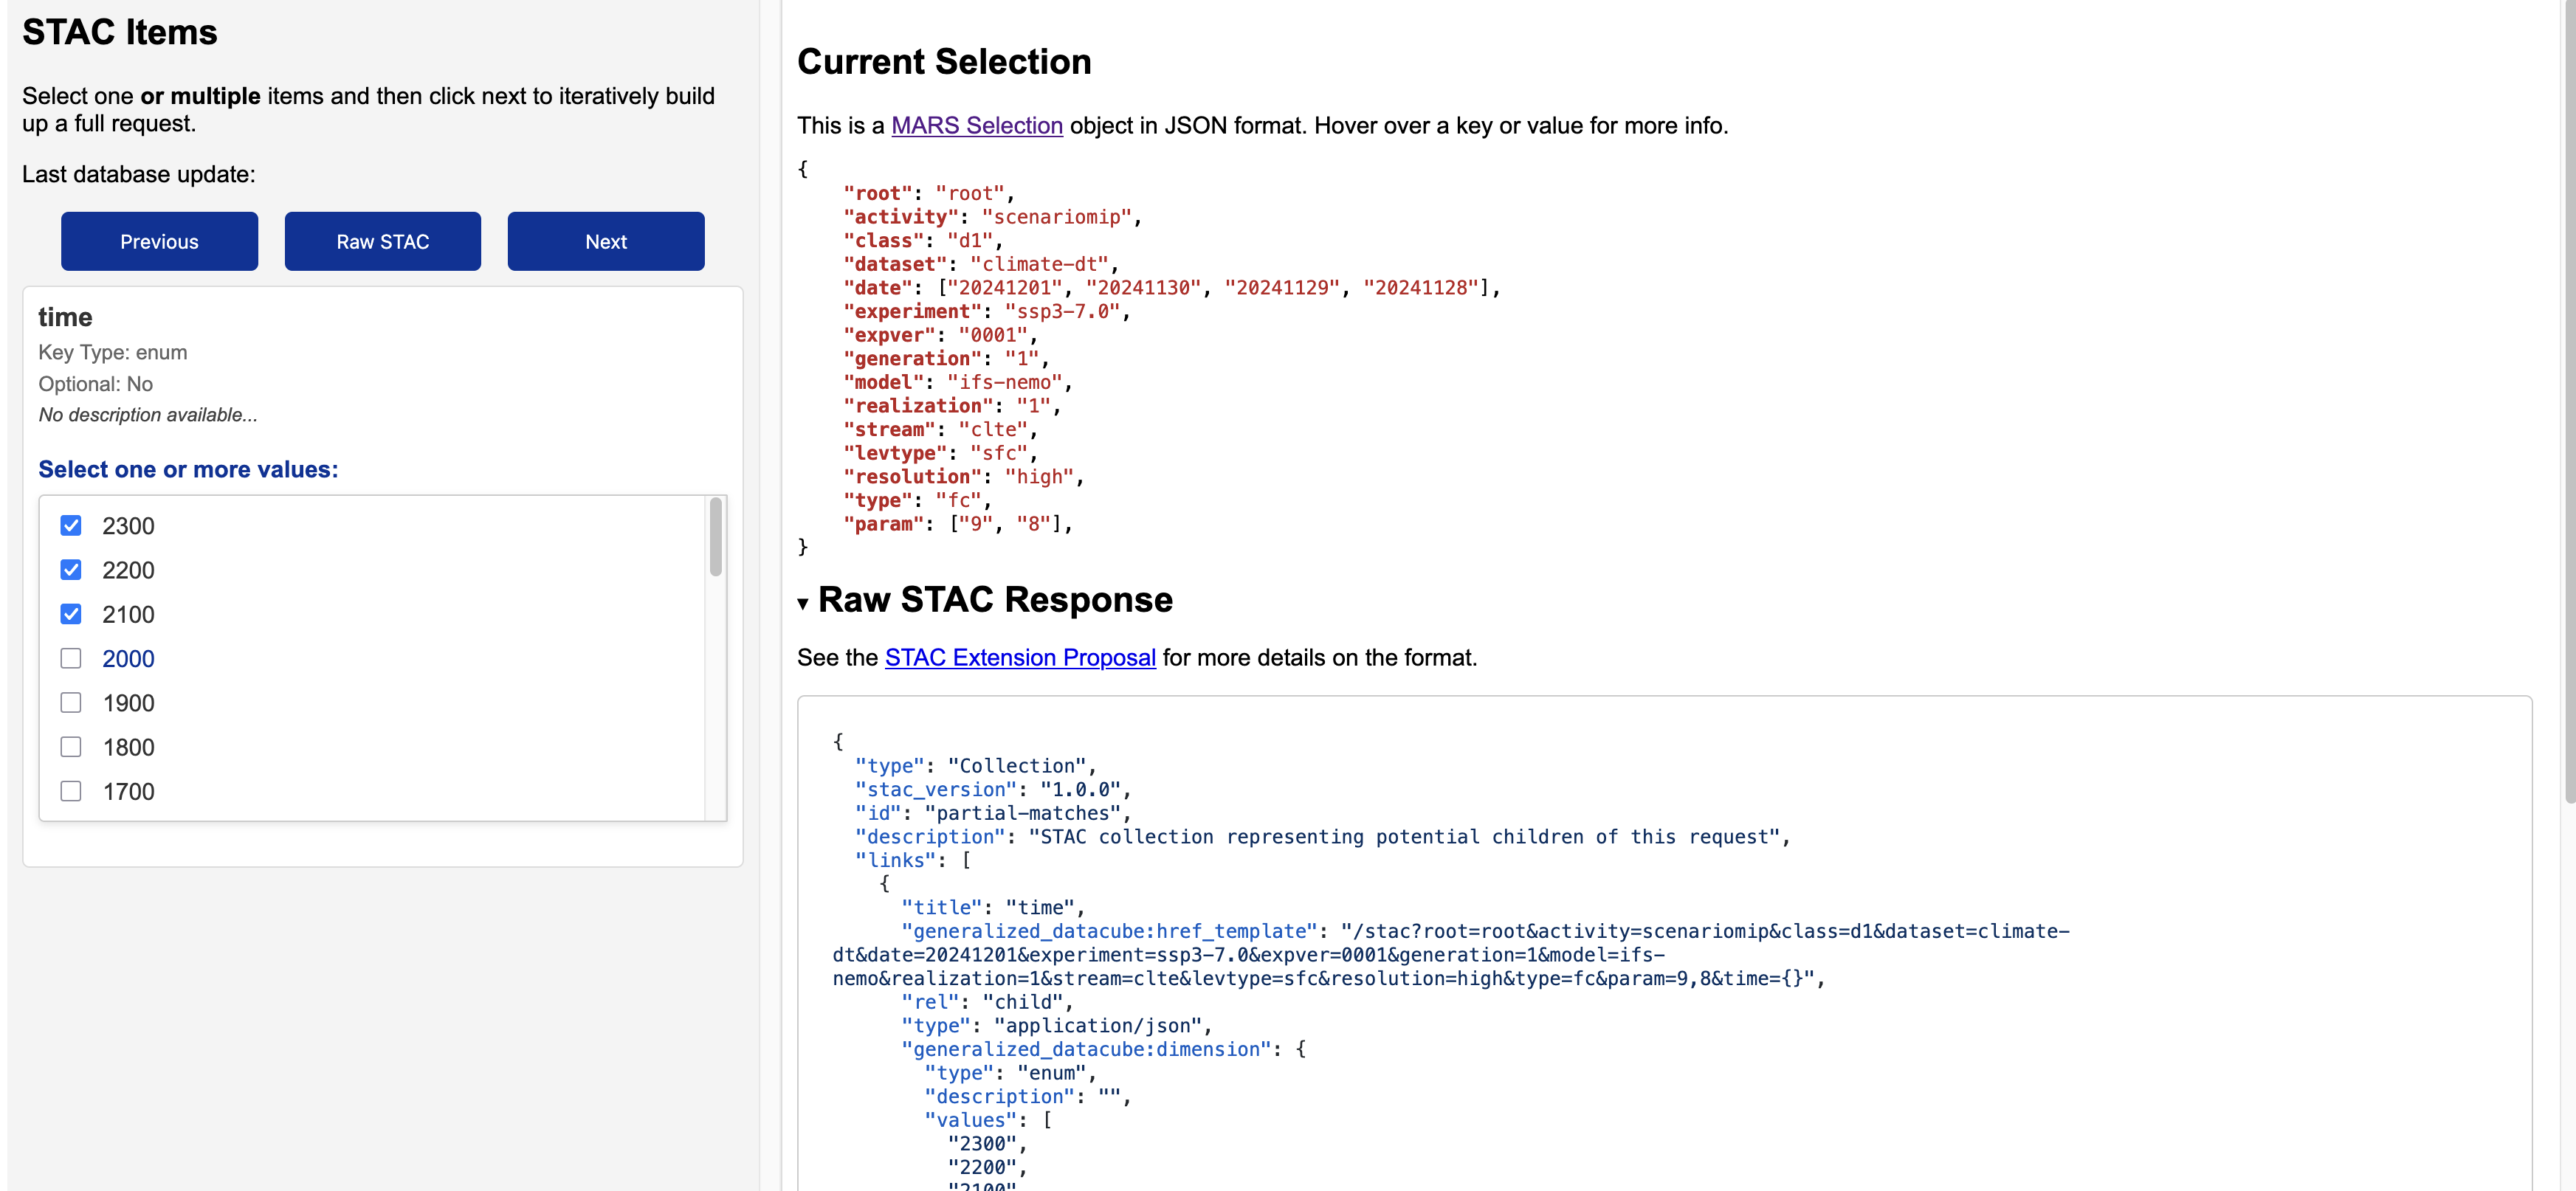 STAC Items
Select one or multiple items and then click next to iteratively build
up a full request.
Last database update:
Previous
Raw STAC
Next
time
Key Type: enum
Optional: No
No description available...
Select one or more values:
2300
2200
2100
2000
1900
1800
1700
Current Selection
This is a MARS Selection object in JSON format. Hover over a key or value for more info.
{
    "root": "root",
    "activity": "scenariomip",
    "class": "d1",
    "dataset": "climate-dt",
    "date": ["20241201", "20241130", "20241129", "20241128"],
    "experiment": "ssp3-7.0",
    "expver": "0001",
    "generation": "1",
    "model": "ifs-nemo",
    "realization": "1",
    "stream": "clte",
    "levtype": "sfc",
    "resolution": "high",
    "type": "fc",
    "param": ["9", "8"],
}
▾ Raw STAC Response
See the STAC Extension Proposal for more details on the format.
{
  "type": "Collection",
  "stac_version": "1.0.0",
  "id": "partial-matches",
  "description": "STAC collection representing potential children of this request",
  "links": [
    {
      "title": "time",
      "generalized_datacube:href_template": "/stac?root=root&activity=scenariomip&class=d1&dataset=climate-
dt&date=20241201&experiment=ssp3-7.0&expver=0001&generation=1&model=ifs-
nemo&realization=1&stream=clte&levtype=sfc&resolution=high&type=fc&param=9,8&time={}",
      "rel": "child",
      "type": "application/json",
      "generalized_datacube:dimension": {
        "type": "enum",
        "description": "",
        "values": [
          "2300",
          "2200",
          "2100"